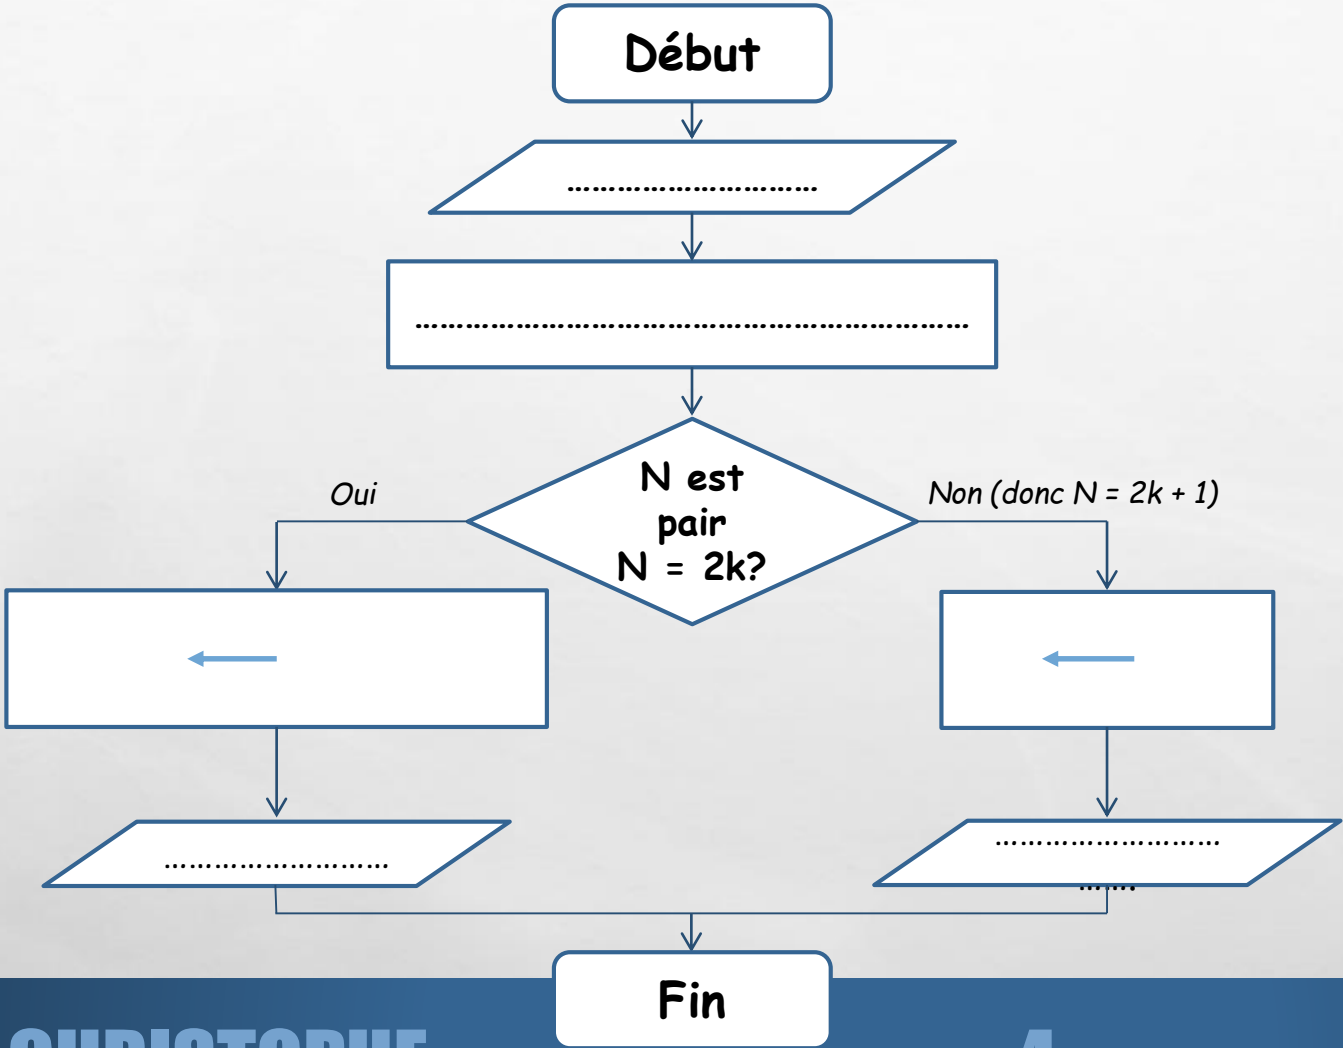 Début
…………………………
…………………………………………………………
N est
pair
N = 2k?
Oui
Non (donc N = 2k + 1)
………………………
………………………
…….
Fin